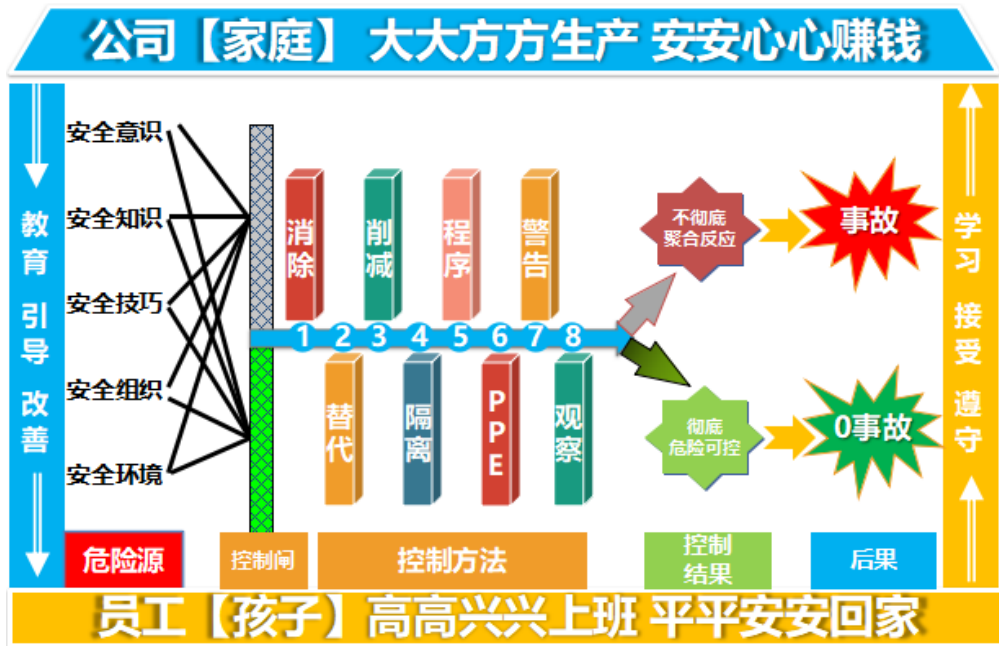 公司【家庭】 大大方方生产 安安心心赚钱
教育 引导 改善
安全意识
安全知识
安全技巧
安全组织
安全环境
消除
削减
程序
警告
1 2 3 4 5 6 7 8
替代
隔离
PPE
观察
不彻底
聚合反应
事故
彻底
危险可控
0事故
学习 接受 遵守
危险源
控制闸
控制方法
控制
结果
后果
员工【孩子】高高兴兴上班 平平安安回家